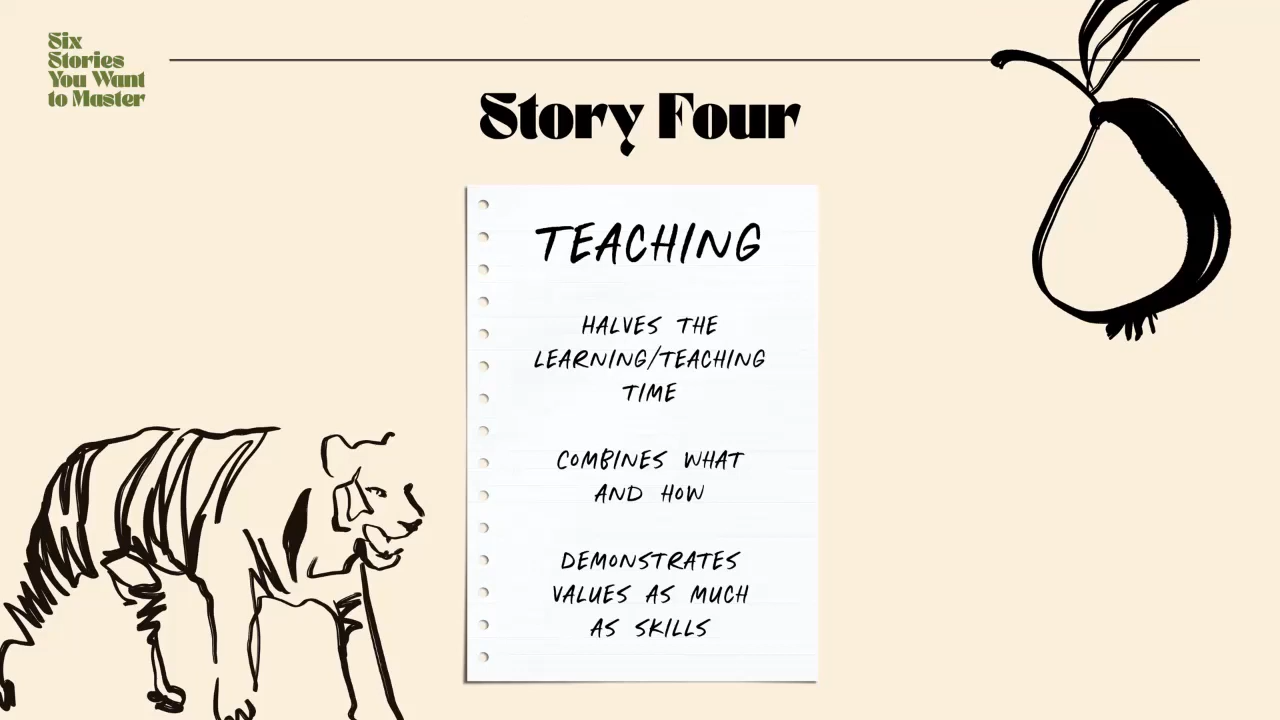 Six
Stories
You Want
to Master
Story Four
TEACHING
HALVES THE
LEARNING/TEACHING
TIME
COMBINES WHAT
AND HOW
DEMONSTRATES
VALUES AS MUCH
AS SKILLS